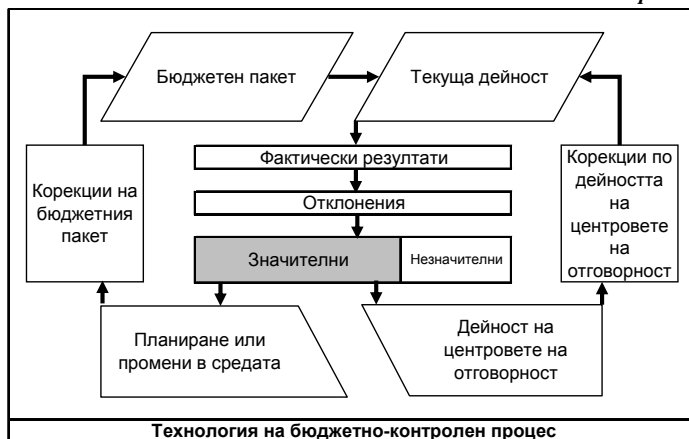 Бюджетен пакет
Текуща дейност
Фактически резултати
Отклонения
Значителни
Незначителни
Корекции на
бюджетния
пакет
Корекции по
дейността
на
центровете
на
отговорност
Планиране или
промени в средата
Дейност на
центровете на
отговорност
Технология на бюджетно-контролен процес